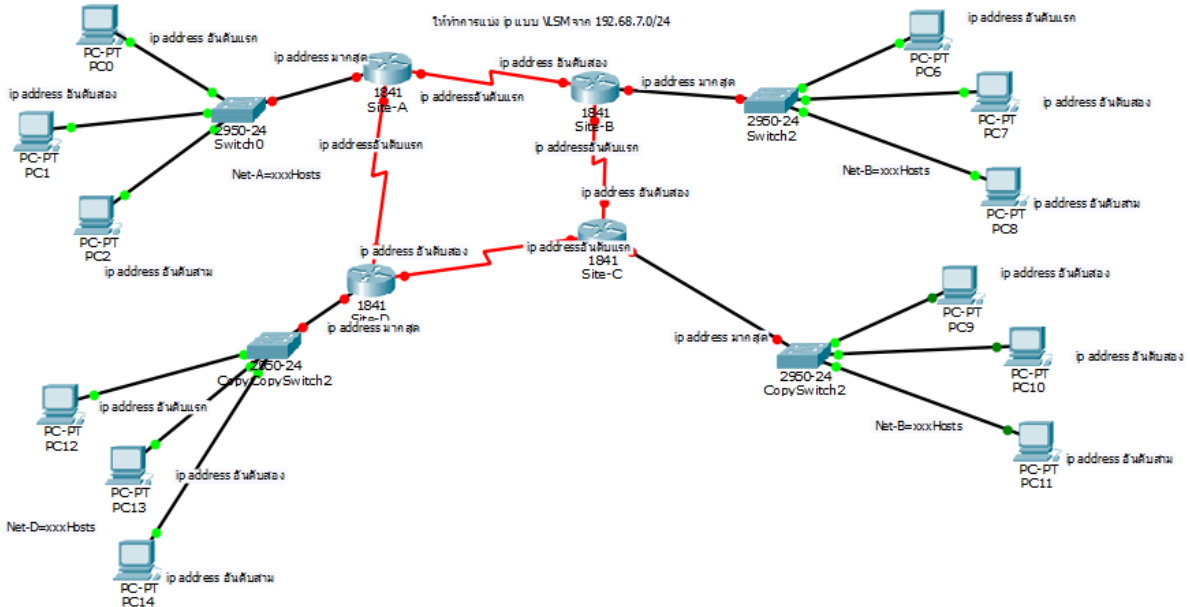 ให้ทำการแบ่ง ip แบบ VLSM จาก 192.68.7.0/24
PC-PT
PC0
ip address อันดับแรก
ip address มากสุด
1841
Site-A
ip address อันดับสอง
ip addressอันดับแรก
1841
Site-B
ip address มากสุด
ip address อันดับแรก
PC-PT
PC6
ip address อันดับสอง
PC-PT
PC1
2950-24
Switch0
ip addressอันดับแรก
ip addressอันดับแรก
2950-24
Switch2
PC-PT
PC7
ip address อันดับสอง
Net-A=xxxHosts
ip address อันดับสอง
Net-B=xxxHosts
PC-PT
PC8
ip address อันดับสาม
PC-PT
PC2
ip address อันดับสาม
ip address อันดับสอง
ip addressอันดับแรก
1841
Site-C
1841
Site-D
ip address มากสุด
ip address มากสุด
PC-PT
PC9
ip address อันดับสอง
2950-24
CopyCopySwitch2
2950-24
CopySwitch2
PC-PT
PC10
ip address อันดับสอง
PC-PT
PC12
ip address อันดับแรก
Net-B=xxxHosts
PC-PT
PC11
ip address อันดับสาม
PC-PT
PC13
ip address อันดับสอง
Net-D=xxxHosts
PC-PT
PC14
ip address อันดับสาม